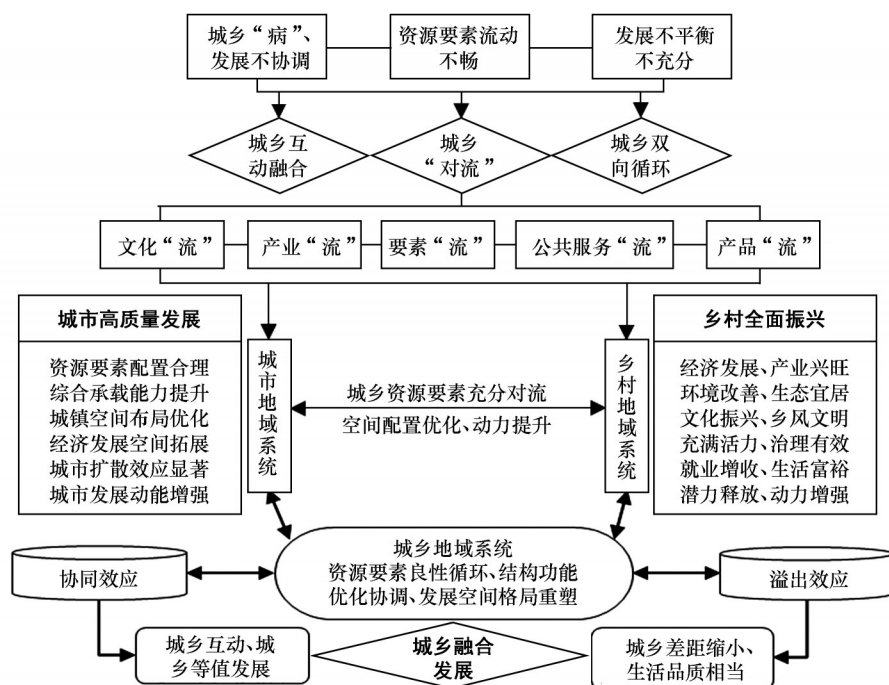 城乡“病”、
发展不协调
资源要素流动
不畅
发展不平衡
不充分
城乡互
动融合
城乡
“对流”
城乡双
向循环
文化“流”
产业“流”
要素“流”
公共服务“流”
产品“流”
城市高质量发展
资源要素配置合理
综合承载能力提升
城镇空间布局优化
经济发展空间拓展
城市扩散效应显著
城市发展动能增强
城市地域系统
城乡资源要素充分对流
空间配置优化、动力提升
乡村地域系统
乡村全面振兴
经济发展、产业兴旺
环境改善、生态宜居
文化振兴、乡风文明
充满活力、治理有效
就业增收、生活富裕
潜力释放、动力增强
协同效应
城乡地域系统
资源要素良性循环、结构功能
优化协调、发展空间格局重塑
溢出效应
城乡互动、城
乡等值发展
城乡融合
发展
城乡差距缩小、
生活品质相当